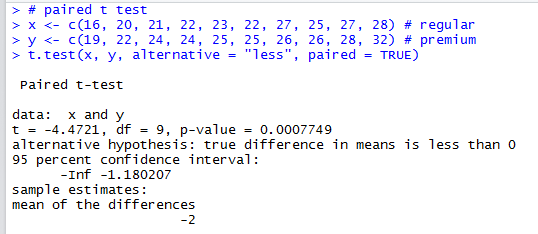 > # paired t test
> x <- c(16, 20, 21, 22, 23, 22, 27, 25, 27, 28) # regular
> y <- c(19, 22, 24, 24, 25, 25, 26, 26, 28, 32) # premium
> t.test(x, y, alternative = "less", paired = TRUE)
Paired t-test
data:  x and y
t = -4.4721, df = 9, p-value = 0.0007749
alternative hypothesis: true difference in means is less than 0
95 percent confidence interval:
-Inf -1.180207
sample estimates:
mean of the differences
-2